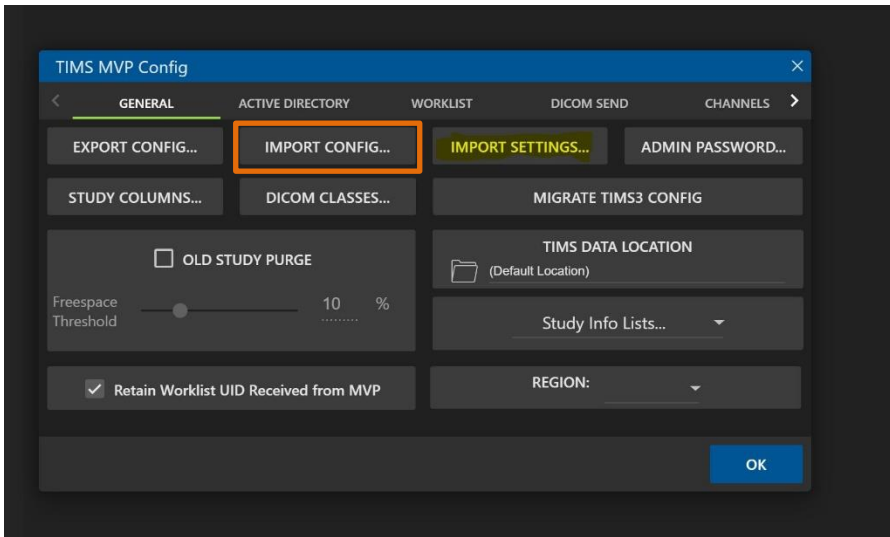 TIMS MVP Config
GENERAL ACTIVE DIRECTORY WORKLIST DICOM SEND CHANNELS
EXPORT CONFIG... IMPORT CONFIG... IMPORT SETTINGS... ADMIN PASSWORD...
STUDY COLUMNS... DICOM CLASSES... MIGRATE TIMS3 CONFIG
OLD STUDY PURGE
Freespace
Threshold
10 %
TIMS DATA LOCATION
(Default Location)
Study Info Lists...
Retain Worklist UID Received from MVP
REGION:
OK